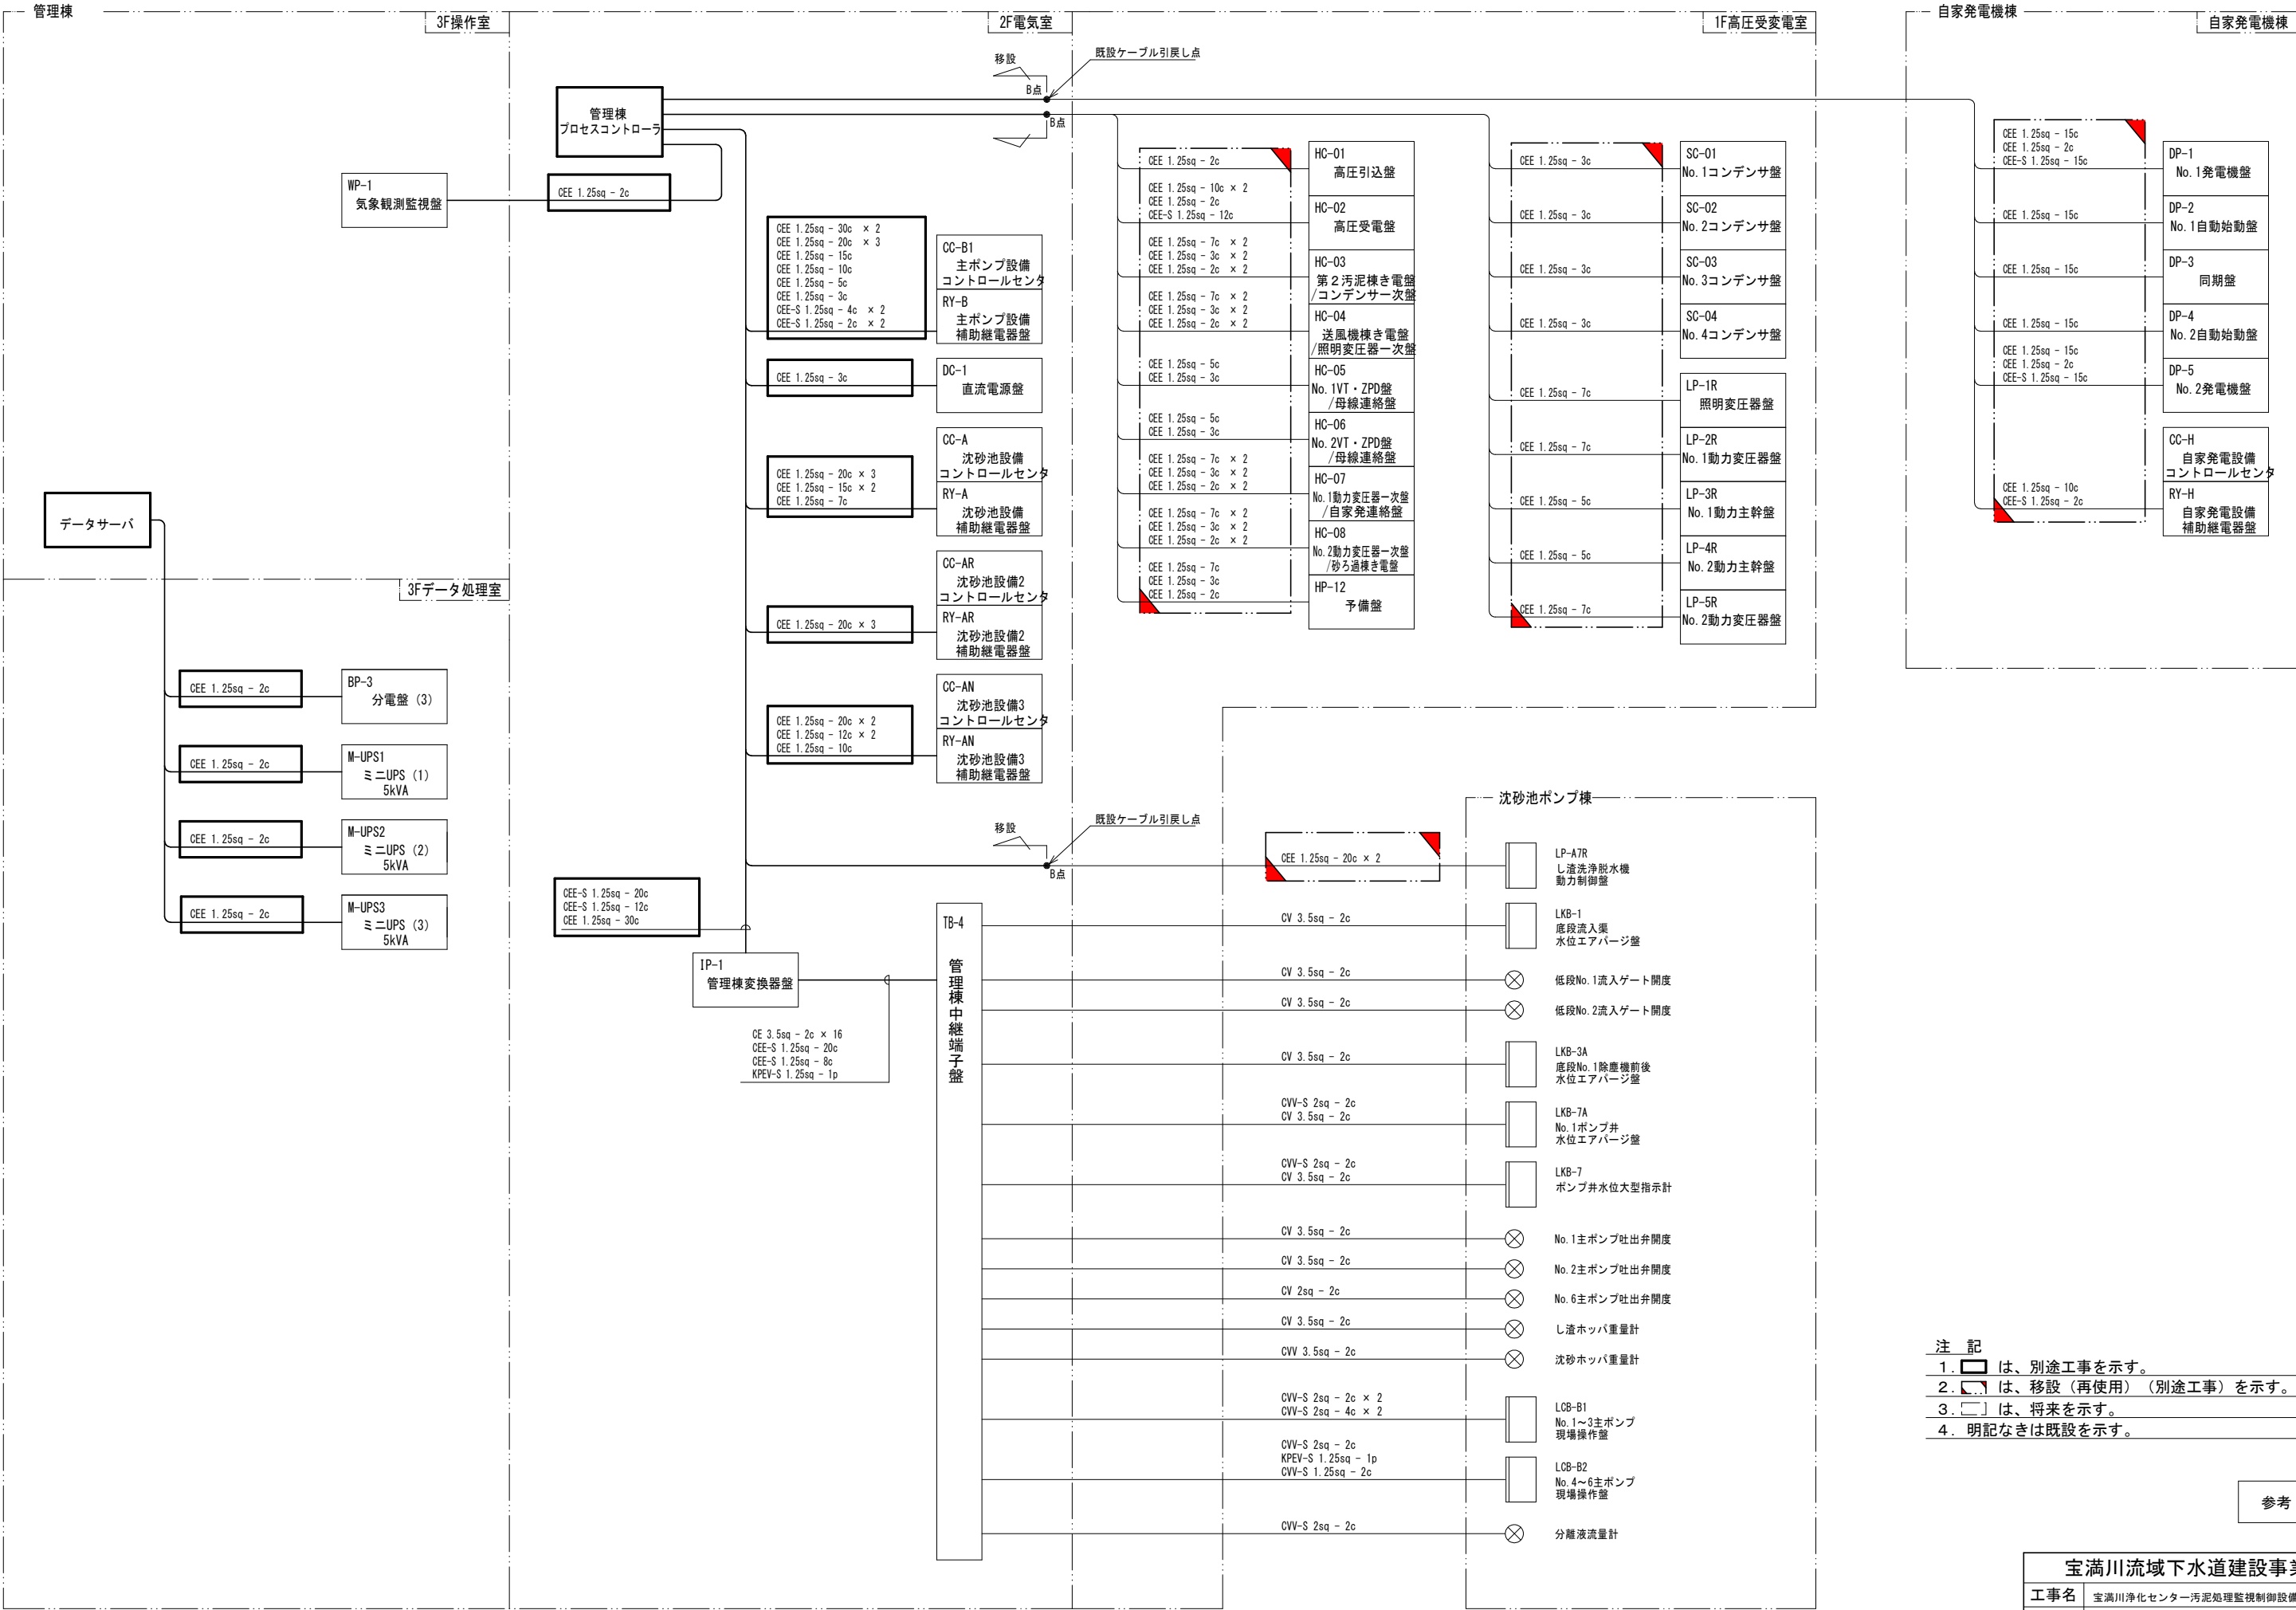 管理棟
3F操作室
2F電気室
1F高圧受変電室
自家発電機棟
自家発電機棟
移設
既設ケーブル引戻し点
B点
B点
管理棟
プロセスコントローラ
WP-1
気象観測監視盤
CEE 1.25sq - 2c
CEE 1.25sq - 30c × 2
CEE 1.25sq - 20c × 3
CEE 1.25sq - 15c
CEE 1.25sq - 10c
CEE 1.25sq - 5c
CEE 1.25sq - 3c
CEE-S 1.25sq - 4c × 2
CEE-S 1.25sq - 2c × 2
CC-B1
主ポンプ設備
コントロールセンタ
RY-B
主ポンプ設備
補助継電器盤
CEE 1.25sq - 3c
DC-1
直流電源盤
CEE 1.25sq - 20c × 3
CEE 1.25sq - 15c × 2
CEE 1.25sq - 7c
CC-A
沈砂池設備
コントロールセンタ
RY-A
沈砂池設備
補助継電器盤
CEE 1.25sq - 20c × 3
CC-AR
沈砂池設備2
コントロールセンタ
RY-AR
沈砂池設備2
補助継電器盤
CEE 1.25sq - 20c × 2
CEE 1.25sq - 12c × 2
CEE 1.25sq - 10c
CC-AN
沈砂池設備3
コントロールセンタ
RY-AN
沈砂池設備3
補助継電器盤
CEE 1.25sq - 2c
HC-01
高圧引込盤
CEE 1.25sq - 10c × 2
CEE 1.25sq - 2c
CEE-S 1.25sq - 12c
HC-02
高圧受電盤
CEE 1.25sq - 7c × 2
CEE 1.25sq - 3c × 2
CEE 1.25sq - 2c × 2
HC-03
第2汚泥棟き電盤
/コンデンサー次盤
CEE 1.25sq - 7c × 2
CEE 1.25sq - 3c × 2
CEE 1.25sq - 2c × 2
HC-04
送風機棟き電盤
/照明変圧器一次盤
CEE 1.25sq - 5c
CEE 1.25sq - 3c
HC-05
No.1VT・ZPD盤
/母線連絡盤
CEE 1.25sq - 5c
CEE 1.25sq - 3c
HC-06
No.2VT・ZPD盤
/母線連絡盤
CEE 1.25sq - 7c × 2
CEE 1.25sq - 3c × 2
CEE 1.25sq - 2c × 2
HC-07
No.1動力変圧器一次盤
/自家発連絡盤
CEE 1.25sq - 7c × 2
CEE 1.25sq - 3c × 2
CEE 1.25sq - 2c × 2
HC-08
No.2動力変圧器一次盤
/砂ろ過棟き電盤
CEE 1.25sq - 7c
CEE 1.25sq - 3c
CEE 1.25sq - 2c
HP-12
予備盤
CEE 1.25sq - 3c
SC-01
No.1コンデンサ盤
CEE 1.25sq - 3c
SC-02
No.2コンデンサ盤
CEE 1.25sq - 3c
SC-03
No.3コンデンサ盤
CEE 1.25sq - 3c
SC-04
No.4コンデンサ盤
CEE 1.25sq - 7c
LP-1R
照明変圧器盤
CEE 1.25sq - 7c
LP-2R
No.1動力変圧器盤
CEE 1.25sq - 5c
LP-3R
No.1動力主幹盤
CEE 1.25sq - 5c
LP-4R
No.2動力主幹盤
CEE 1.25sq - 7c
LP-5R
No.2動力変圧器盤
CEE 1.25sq - 15c
CEE 1.25sq - 2c
CEE-S 1.25sq - 15c
DP-1
No.1発電機盤
CEE 1.25sq - 15c
DP-2
No.1自動始動盤
CEE 1.25sq - 15c
DP-3
同期盤
CEE 1.25sq - 15c
DP-4
No.2自動始動盤
CEE 1.25sq - 15c
CEE 1.25sq - 2c
CEE-S 1.25sq - 15c
DP-5
No.2発電機盤
CC-H
自家発電設備
コントロールセンタ
CEE 1.25sq - 10c
CEE-S 1.25sq - 2c
RY-H
自家発電設備
補助継電器盤
データサーバ
3Fデータ処理室
CEE 1.25sq - 2c
BP-3
分電盤（3）
CEE 1.25sq - 2c
M-UPS1
ミニUPS（1）
5kVA
CEE 1.25sq - 2c
M-UPS2
ミニUPS（2）
5kVA
CEE 1.25sq - 2c
M-UPS3
ミニUPS（3）
5kVA
移設
既設ケーブル引戻し点
B点
沈砂池ポンプ棟
CEE-S 1.25sq - 20c
CEE-S 1.25sq - 12c
CEE 1.25sq - 30c
IP-1
管理棟変換器盤
CE 3.5sq - 2c × 16
CEE-S 1.25sq - 20c
CEE-S 1.25sq - 8c
KPEV-S 1.25sq - 1p
TB-4
管理棟中継端子盤
CEE 1.25sq - 20c × 2
LP-A7R
し渣洗浄脱水機
動力制御盤
CV 3.5sq - 2c
LKB-1
底段流入渠
水位エアパージ盤
CV 3.5sq - 2c
低段No.1流入ゲート開度
CV 3.5sq - 2c
低段No.2流入ゲート開度
CV 3.5sq - 2c
LKB-3A
底段No.1除塵機前後
水位エアパージ盤
CVV-S 2sq - 2c
CV 3.5sq - 2c
LKB-7A
No.1ポンプ井
水位エアパージ盤
CVV-S 2sq - 2c
CV 3.5sq - 2c
LKB-7
ポンプ井水位大型指示計
CV 3.5sq - 2c
No.1主ポンプ吐出弁開度
CV 3.5sq - 2c
No.2主ポンプ吐出弁開度
CV 2sq - 2c
No.6主ポンプ吐出弁開度
CV 3.5sq - 2c
し渣ホッパ重量計
CVV 3.5sq - 2c
沈砂ホッパ重量計
CVV-S 2sq - 2c × 2
CVV-S 2sq - 4c × 2
LCB-B1
No.1～3主ポンプ
現場操作盤
CVV-S 2sq - 2c
KPEV-S 1.25sq - 1p
CVV-S 1.25sq - 2c
LCB-B2
No.4～6主ポンプ
現場操作盤
CVV-S 2sq - 2c
分離液流量計
注 記
1. は、別途工事を示す。
2. は、移設（再使用）（別途工事）を示す。
3. は、将来を示す。
4. 明記なきは既設を示す。
参考
宝満川流域下水道建設事業
工事名
宝満川浄化センター汚泥処理監視制御設備